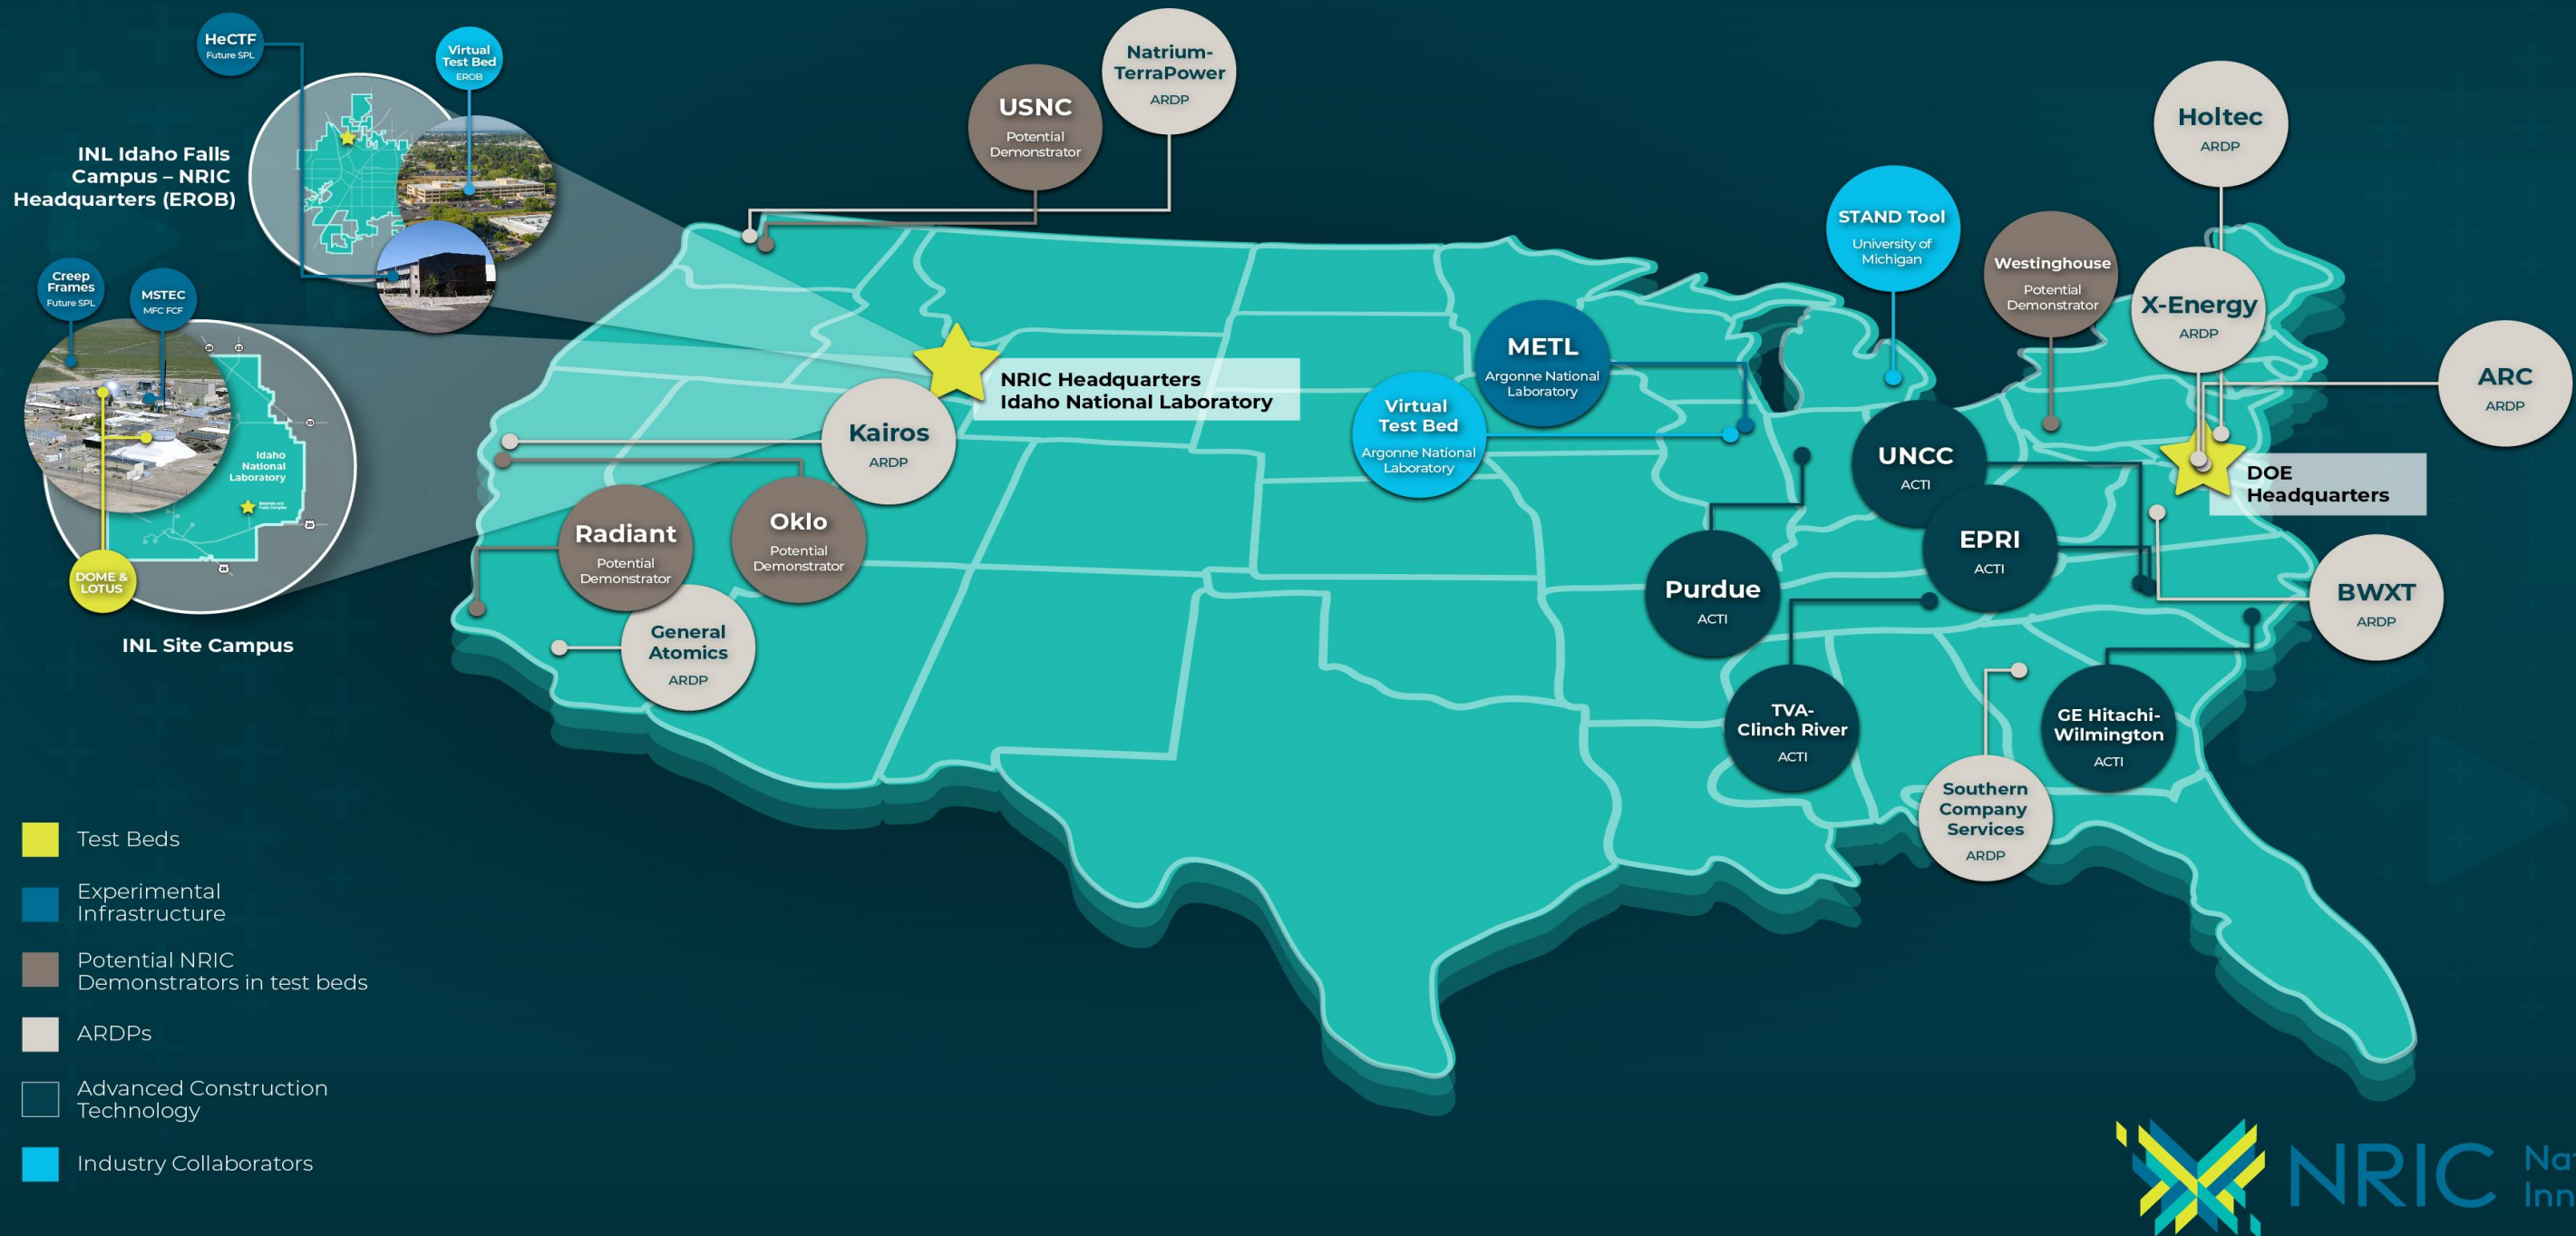 HeCTF
Future SPL
Virtual
Test Bed
EROB
INL Idaho Falls
Campus – NRIC
Headquarters (EROB)
Creep
Frames
Future SPL
MSTEC
MFC FCF
Idaho
National
Laboratory
DOME &
LOTUS
INL Site Campus
USNC
Potential
Demonstrator
Natrium-
TerraPower
ARDP
Holtec
ARDP
STAND Tool
University of
Michigan
Westinghouse
Potential
Demonstrator
X-Energy
ARDP
ARC
ARDP
METL
Argonne National
Laboratory
Virtual
Test Bed
Argonne National
Laboratory
NRIC Headquarters
Idaho National Laboratory
Kairos
ARDP
UNCC
ACTI
DOE
Headquarters
Radiant
Potential
Demonstrator
Oklo
Potential
Demonstrator
EPRI
ACTI
Purdue
ACTI
BWXT
ARDP
General
Atomics
ARDP
TVA-
Clinch River
ACTI
GE Hitachi-
Wilmington
ACTI
Southern
Company
Services
ARDP
Test Beds
Experimental
Infrastructure
Potential NRIC
Demonstrators in test beds
ARDPs
Advanced Construction
Technology
Industry Collaborators
NRIC